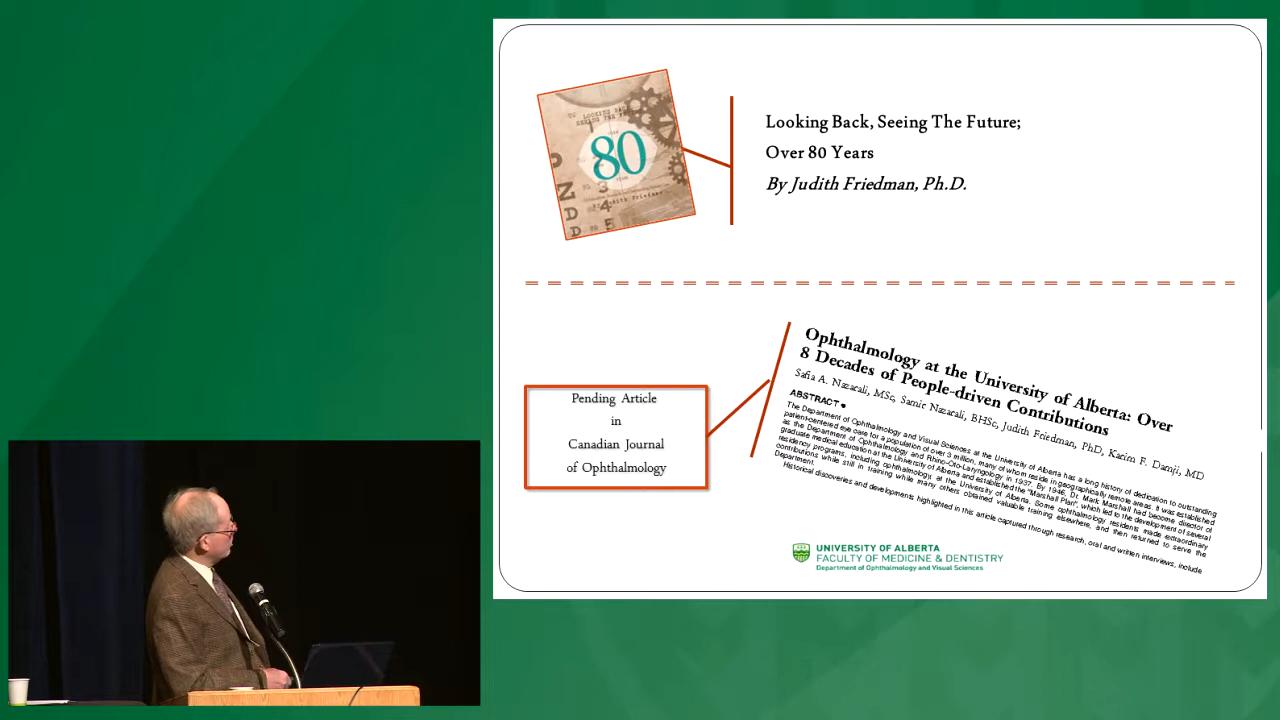 TO LOOKING BA
SEEING THE F
80
by Judith Friedman
Looking Back, Seeing The Future;
Over 80 Years
By Judith Friedman, Ph.D.
Pending Article
in
Canadian Journal
of Ophthalmology
Ophthalmology at the University of Alberta: Over
8 Decades of People-driven Contributions
Safia A. Nazarali, MSc, Samir Nazarali, BHSc, Judith Friedman, PhD, Karim F. Damji, MD
ABSTRACT ●
The Department of Ophthalmology and Visual Sciences at the University of Alberta has a long history of dedication to outstanding
patient-centered eye care for a population of over 3 million, many of whom reside in geographically remote areas. It was established
as the Department of Ophthalmology and Rhino-Oto-Laryngology in 1937. By 1946, Dr. Mark Marshall had become director of
graduate medical education at the University of Alberta and established the "Marshall Plan", which led to the development of several
residency programs, including ophthalmology, at the University of Alberta. Some ophthalmology residents made extraordinary
contributions while still in training while many others obtained valuable training elsewhere, and then returned to serve the
Department.
Historical discoveries and developments highlighted in this article captured through research, oral and written interviews, include
UNIVERSITY OF ALBERTA
FACULTY OF MEDICINE & DENTISTRY
Department of Ophthalmology and Visual Sciences